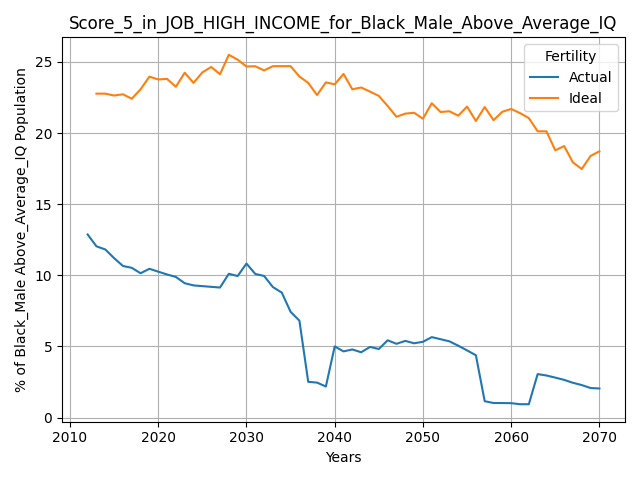 Score_5_in_JOB_HIGH_INCOME_for_Black_Male_Above_Average_IQ
% of Black_Male Above_Average_IQ Population
25
20
15
10
5
0
Fertility
Actual
Ideal
2010 2020 2030 2040 2050 2060 2070
Years